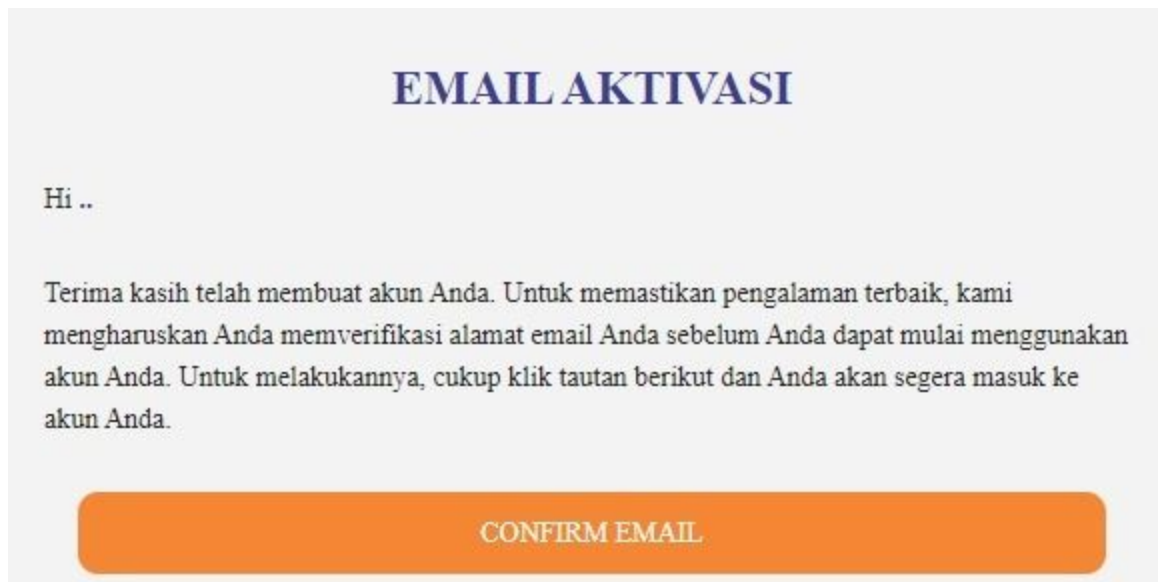 EMAIL AKTIVASI
Hi ..
Terima kasih telah membuat akun Anda. Untuk memastikan pengalaman terbaik, kami
mengharuskan Anda memverifikasi alamat email Anda sebelum Anda dapat mulai menggunakan
akun Anda. Untuk melakukannya, cukup klik tautan berikut dan Anda akan segera masuk ke
akun Anda.
CONFIRM EMAIL